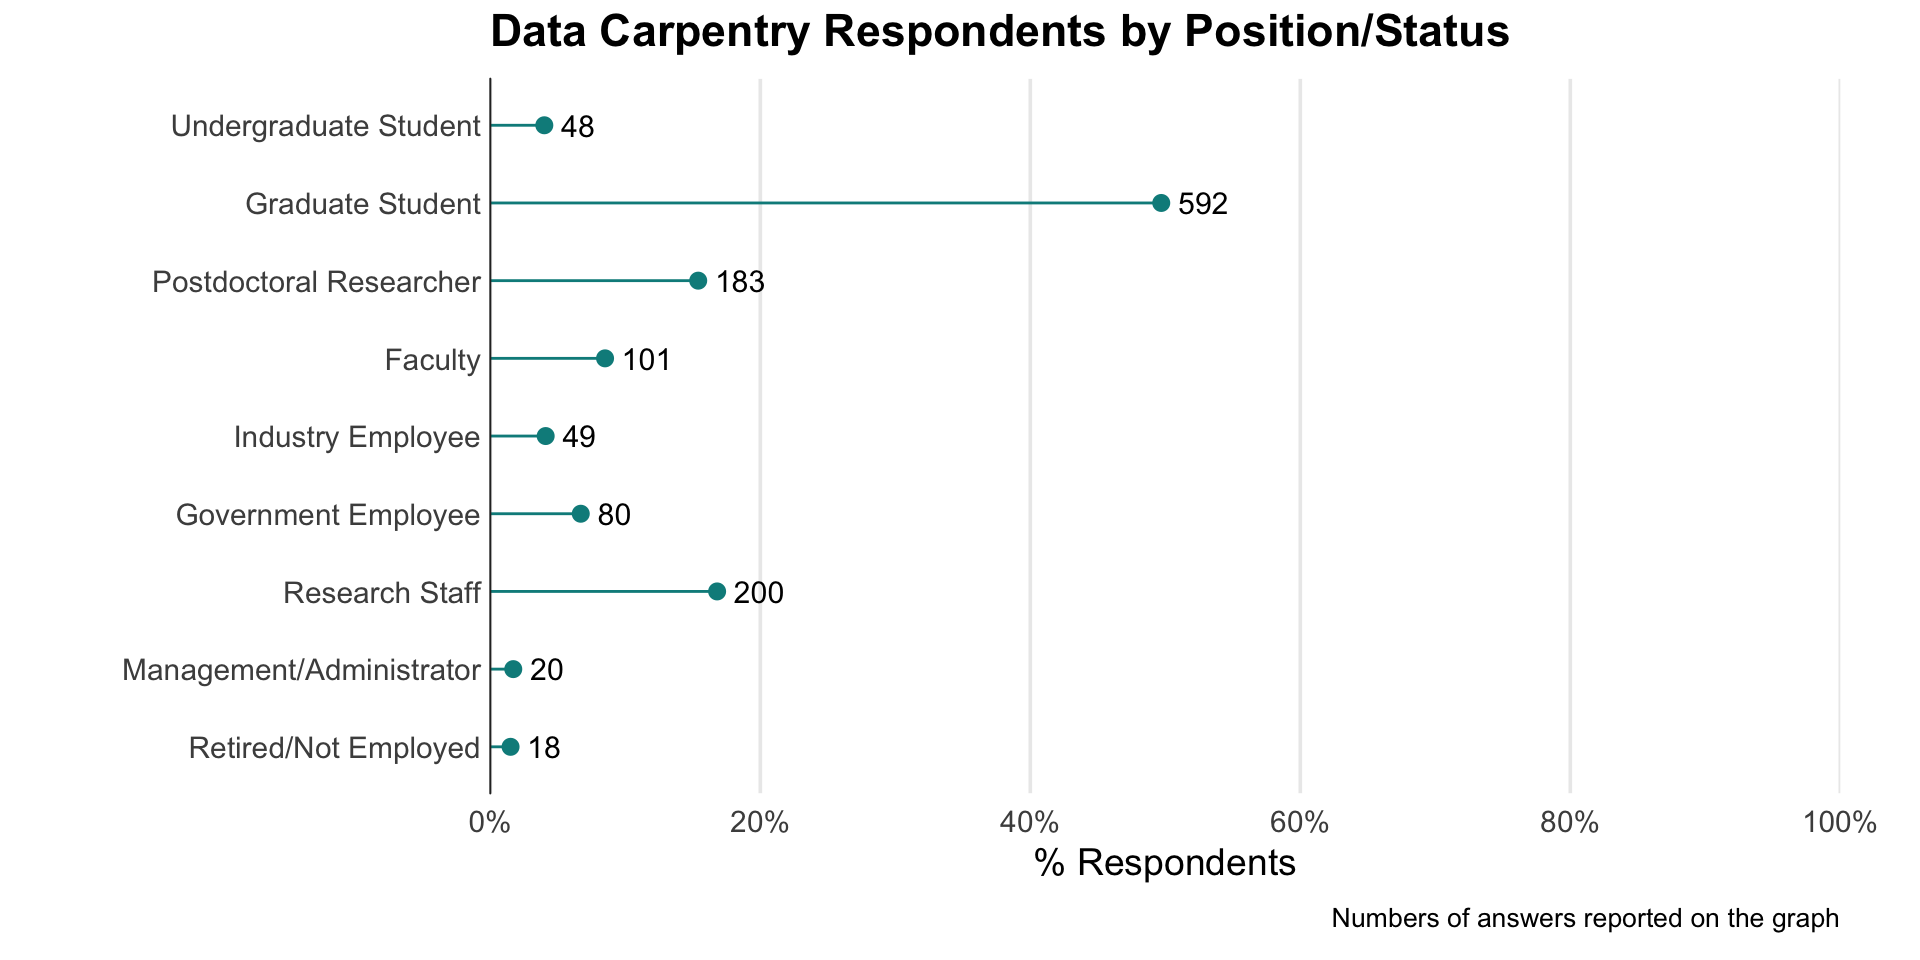 Data Carpentry Respondents by Position/Status
Undergraduate Student 48
Graduate Student 592
Postdoctoral Researcher 183
Faculty 101
Industry Employee 49
Government Employee 80
Research Staff 200
Management/Administrator 20
Retired/Not Employed 18
0% 20% 40% 60% 80% 100%
% Respondents
Numbers of answers reported on the graph